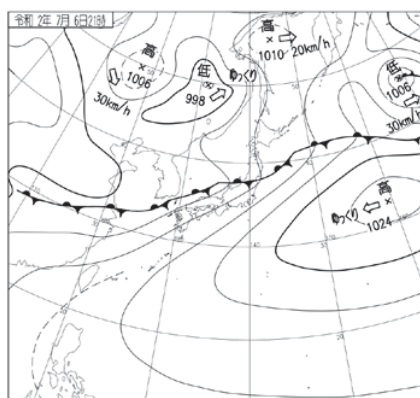 令和 2年 7月 6日21時
高
1006
30km/h
低
ゆっくり
998
高
1010 20km/h
低
1006
30km/h
高
ゆっくり
1024
140